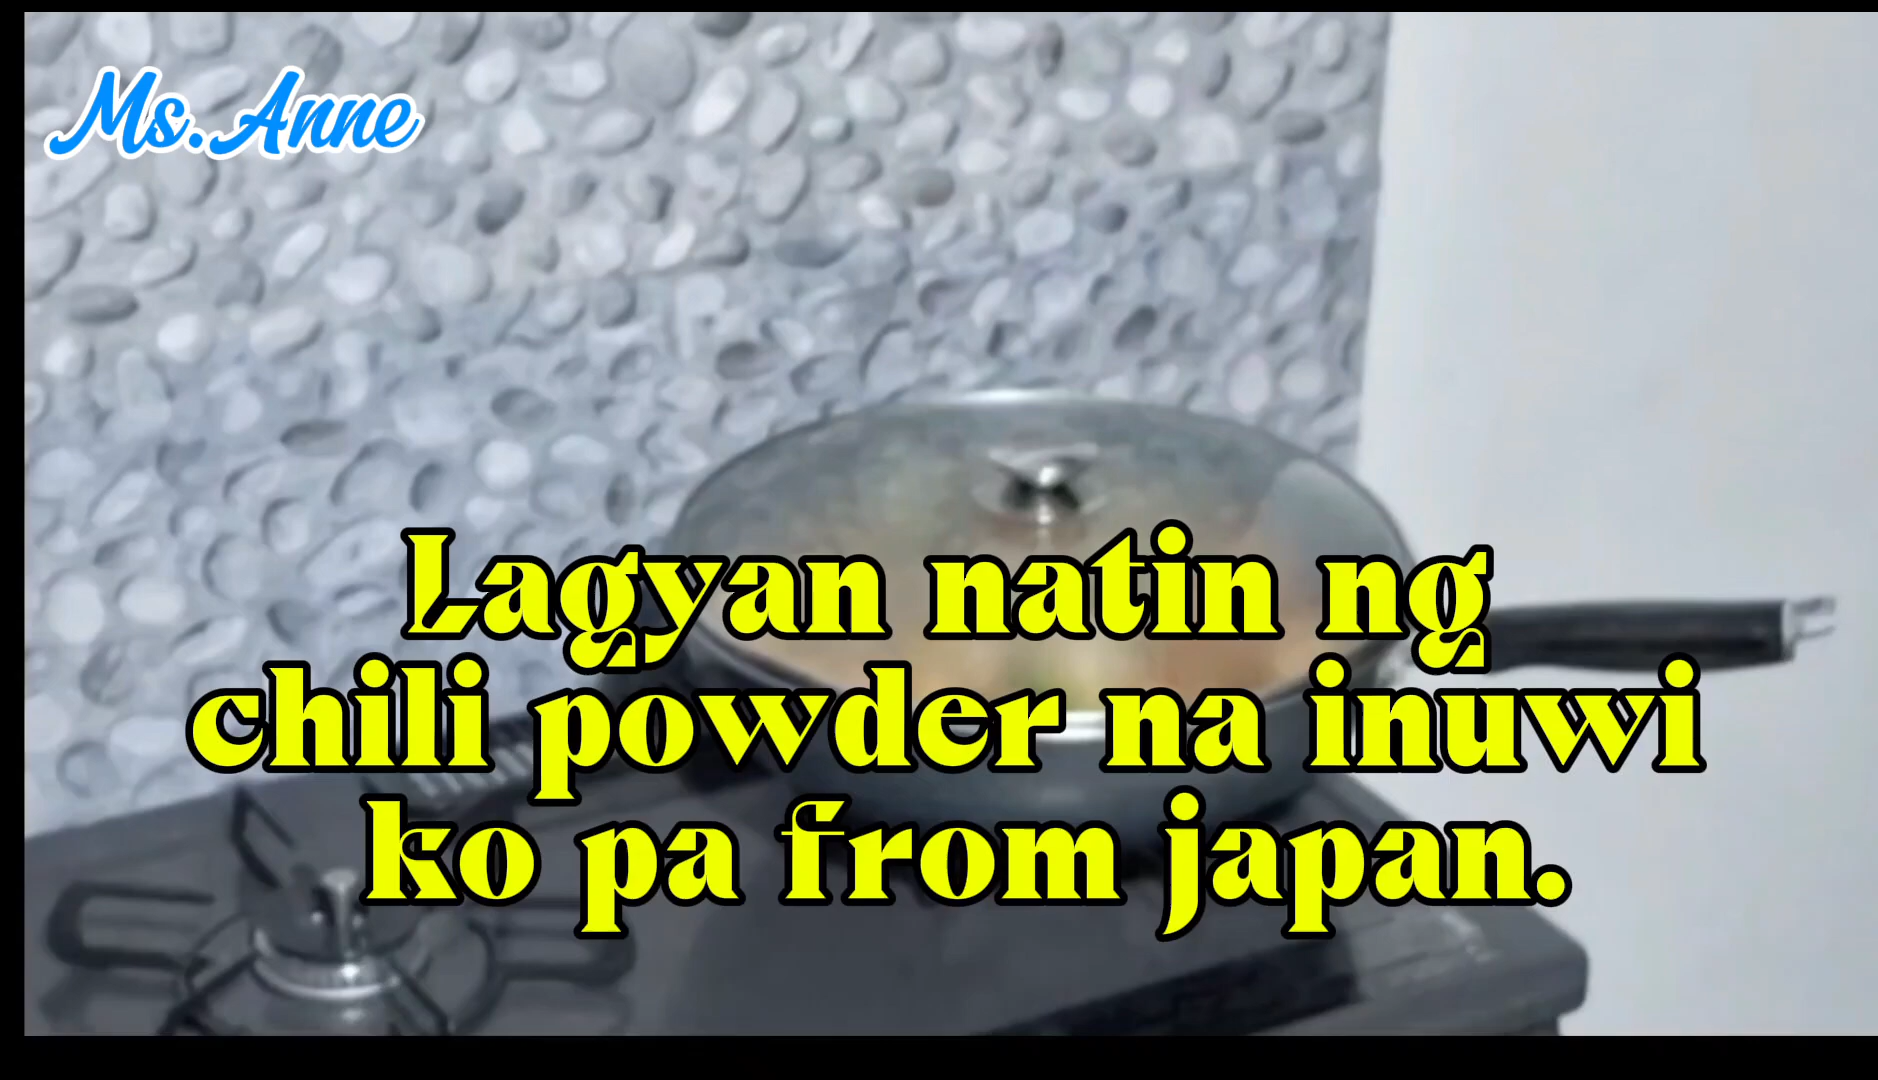 Ms. Anne
Lagyan natin ng
chili powder na inuwi
ko pa from japan.